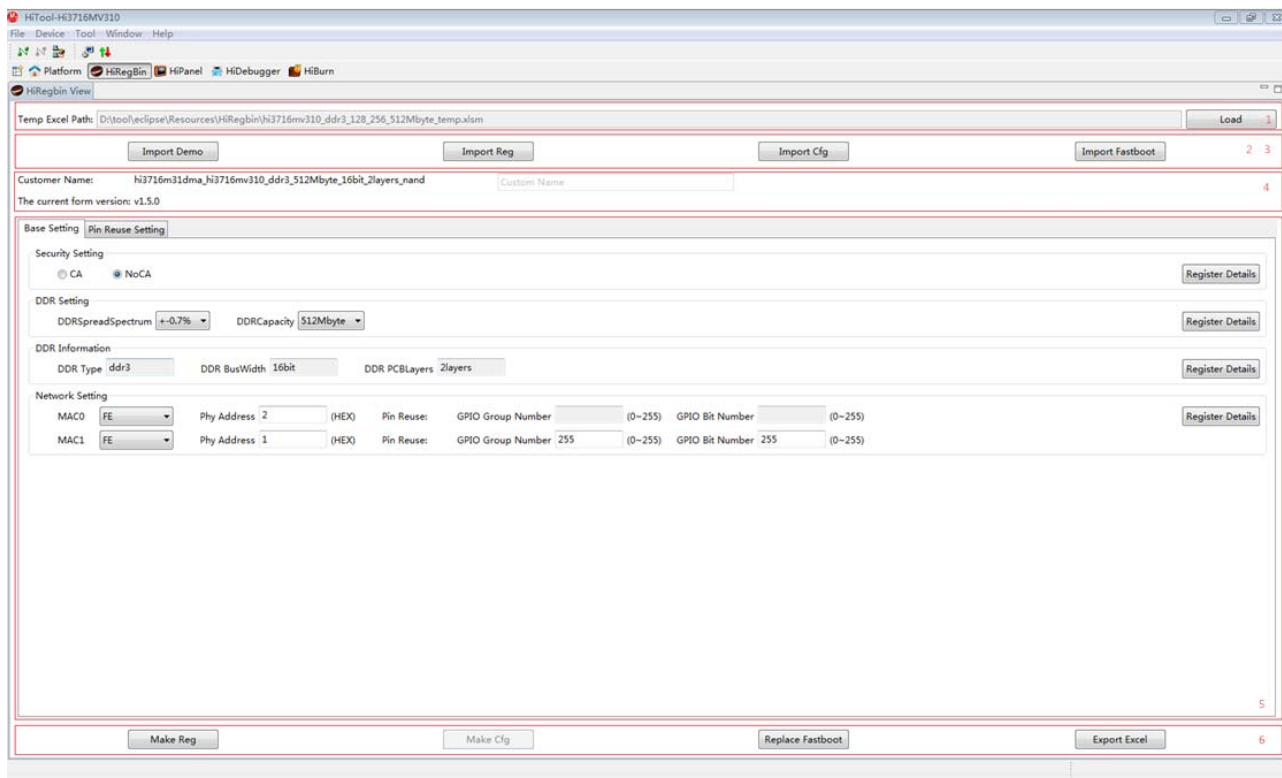 HiTool-Hi3716MV310
File Device Tool Window Help
Platform HiRegBin HiPanel HiDebugger HiBurn
HiRegbin View
Temp Excel Path: D:\tool\eclipse\Resources\HiRegbin\hi3716mv310_ddr3_128_256_512Mbyte_temp.xlsm Load 1
Import Demo Import Reg Import Cfg Import Fastboot 2 3
Customer Name: hi3716m31dma_hi3716mv310_ddr3_512Mbyte_16bit_2layers_nand Custom Name
4
The current form version: v1.5.0
Base Setting Pin Reuse Setting
Security Setting
CA NoCA Register Details
DDR Setting
DDRSpreadSpectrum +-0.7% DDRCapacity 512Mbyte Register Details
DDR Information
DDR Type ddr3 DDR BusWidth 16bit DDR PCBLayers 2layers Register Details
Network Setting
MAC0 FE Phy Address 2 (HEX) Pin Reuse: GPIO Group Number (0~255) GPIO Bit Number (0~255) Register Details
MAC1 FE Phy Address 1 (HEX) Pin Reuse: GPIO Group Number 255 (0~255) GPIO Bit Number 255 (0~255)
5
Make Reg Make Cfg Replace Fastboot Export Excel 6